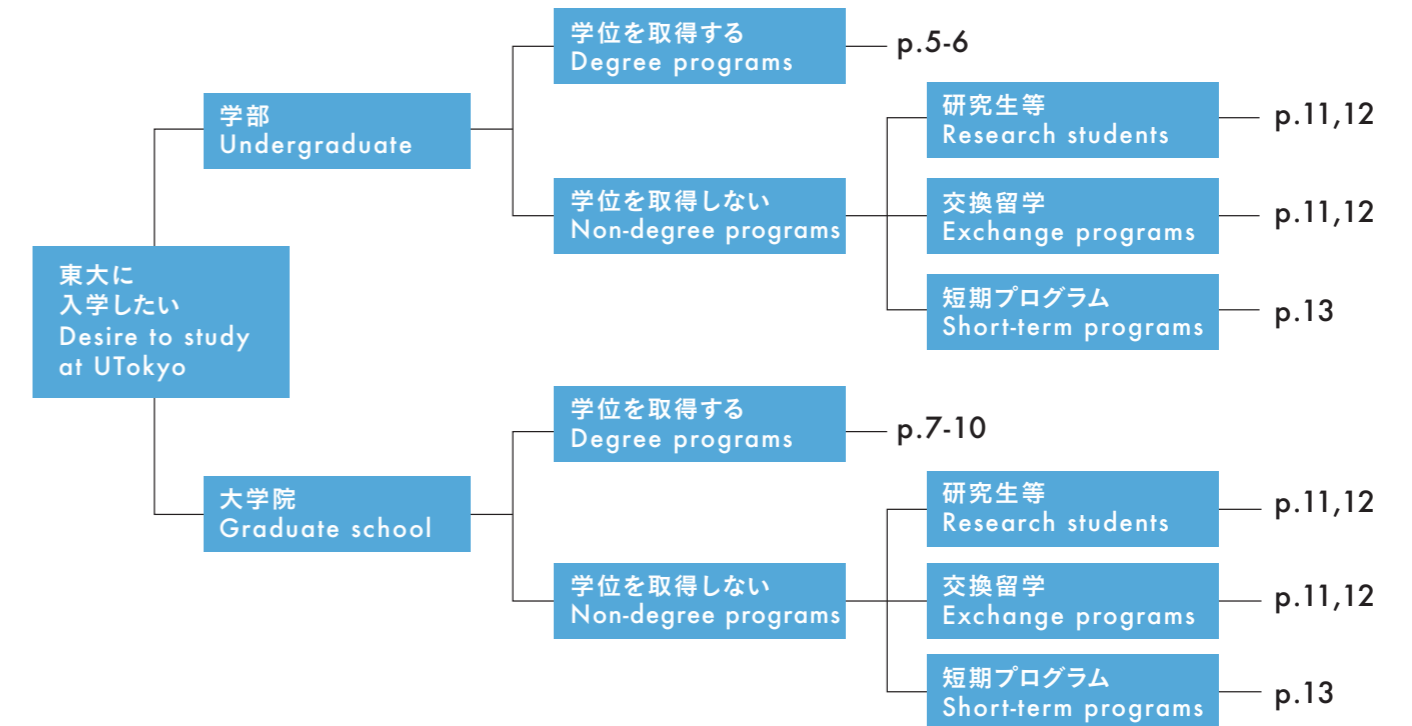 東大に
入学したい
Desire to study
at UTokyo
学部
Undergraduate
学位を取得する
Degree programs
p.5-6
学位を取得しない
Non-degree programs
研究生等
Research students
p.11,12
交換留学
Exchange programs
p.11,12
短期プログラム
Short-term programs
p.13
大学院
Graduate school
学位を取得する
Degree programs
p.7-10
学位を取得しない
Non-degree programs
研究生等
Research students
p.11,12
交換留学
Exchange programs
p.11,12
短期プログラム
Short-term programs
p.13